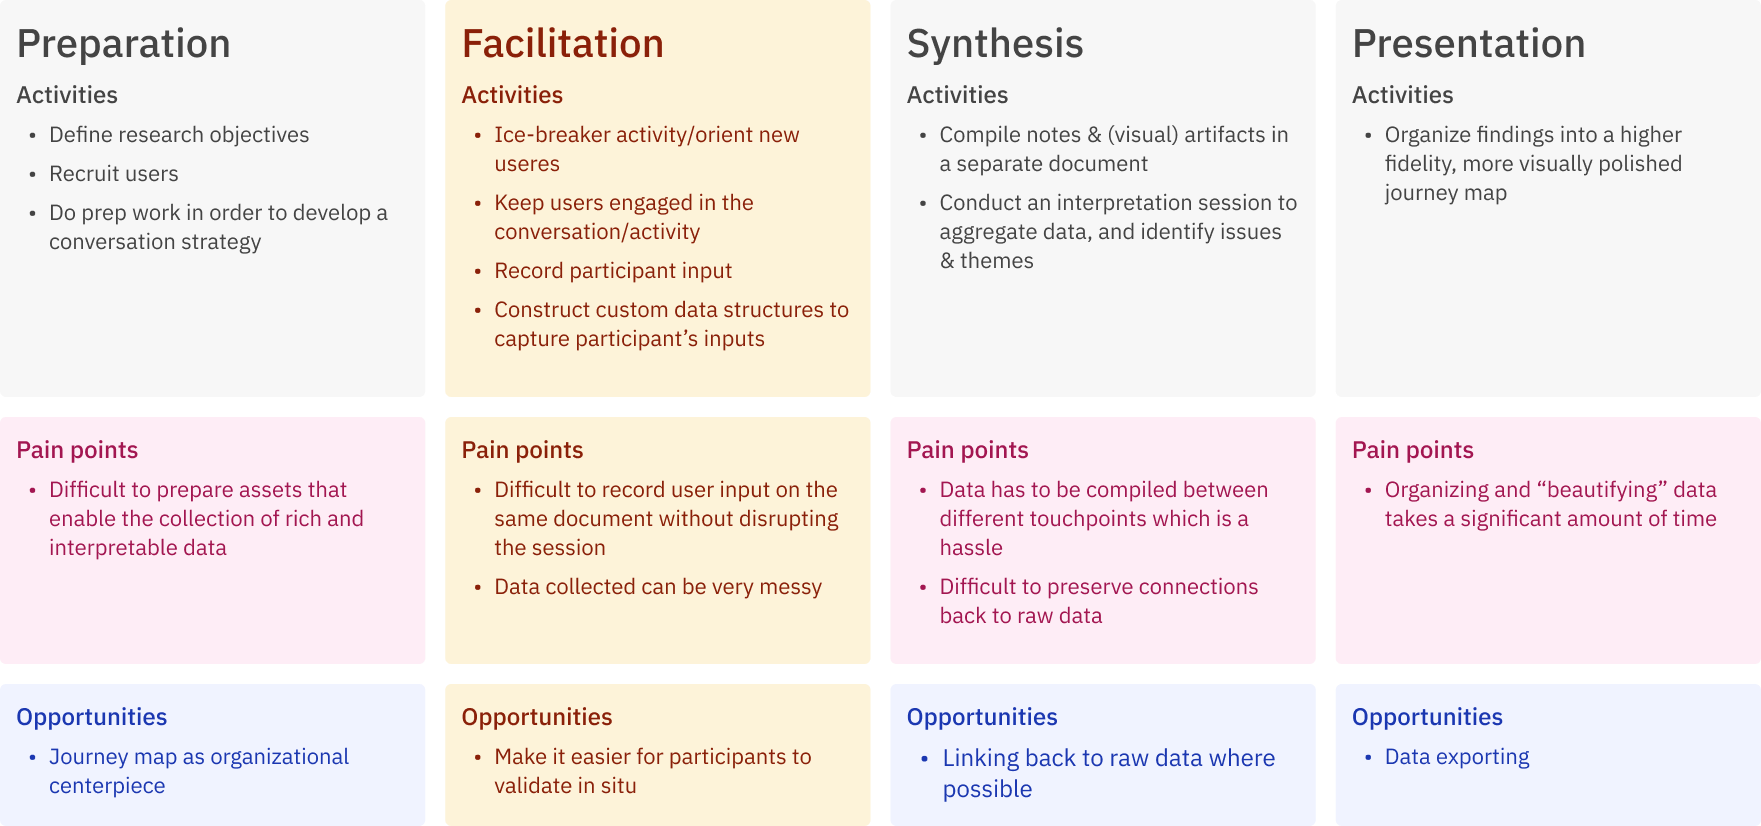 Preparation
Activities
• Define research objectives
• Recruit users
• Do prep work in order to develop a
conversation strategy
Pain points
• Difficult to prepare assets that
enable the collection of rich and
interpretable data
Opportunities
• Journey map as organizational
centerpiece
Facilitation
Activities
• Ice-breaker activity/orient new
useres
• Keep users engaged in the
conversation/activity
• Record participant input
• Construct custom data structures to
capture participant’s inputs
Pain points
• Difficult to record user input on the
same document without disrupting
the session
• Data collected can be very messy
Opportunities
• Make it easier for participants to
validate in situ
Synthesis
Activities
• Compile notes & (visual) artifacts in
a separate document
• Conduct an interpretation session to
aggregate data, and identify issues
& themes
Pain points
• Data has to be compiled between
different touchpoints which is a
hassle
• Difficult to preserve connections
back to raw data
Opportunities
• Linking back to raw data where
possible
Presentation
Activities
• Organize findings into a higher
fidelity, more visually polished
journey map
Pain points
• Organizing and “beautifying” data
takes a significant amount of time
Opportunities
• Data exporting